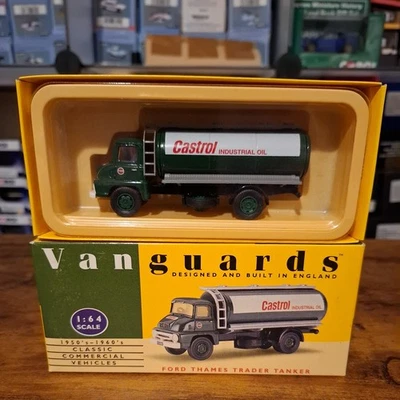 Castrol INDUSTRIAL OIL
Vanguards
DESIGNED AND BUILT IN ENGLAND
1:64
SCALE
1950's-1960's
CLASSIC
COMMERCIAL
VEHICLES
Castrol INDUSTRIAL OIL
FORD THAMES TRADER TANKER